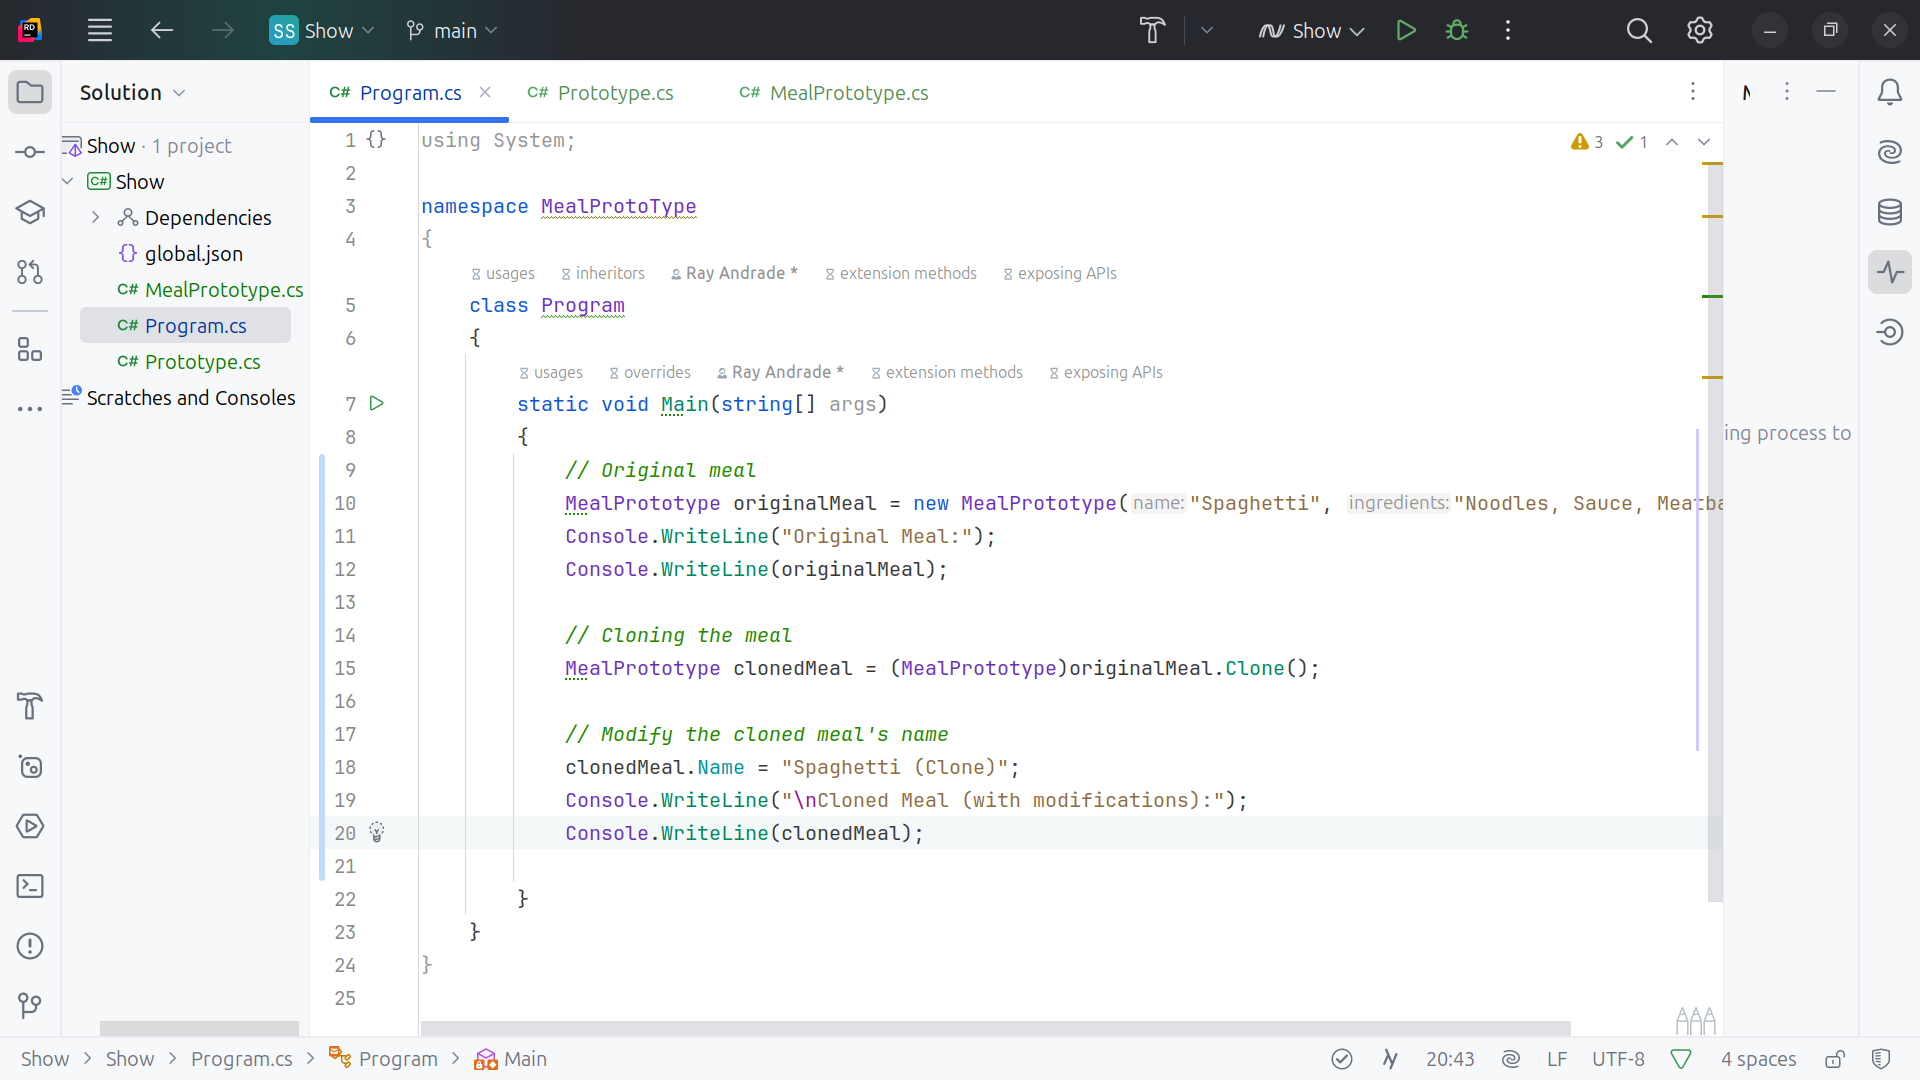 SS Show main Show
Solution
C# Program.cs C# Prototype.cs C# MealPrototype.cs
Show · 1 project
C# Show
Dependencies
{} global.json
C# MealPrototype.cs
C# Program.cs
C# Prototype.cs
Scratches and Consoles
3 1
1 {} using System;
2
3 namespace MealProtoType
4 {
usages inheritors Ray Andrade * extension methods exposing APIs
5 class Program
6 {
usages overrides Ray Andrade * extension methods exposing APIs
7 static void Main(string[] args)
8 {
9 // Original meal
10 MealPrototype originalMeal = new MealPrototype( name: "Spaghetti", ingredients: "Noodles, Sauce, Meatba
11 Console.WriteLine("Original Meal:");
12 Console.WriteLine(originalMeal);
13
14 // Cloning the meal
15 MealPrototype clonedMeal = (MealPrototype)originalMeal.Clone();
16
17 // Modify the cloned meal's name
18 clonedMeal.Name = "Spaghetti (Clone)";
19 Console.WriteLine("\nCloned Meal (with modifications):");
20 Console.WriteLine(clonedMeal);
21
22 }
23 }
24 }
25
ing process to
Show > Show > Program.cs > Program > Main
20:43 LF UTF-8 4 spaces